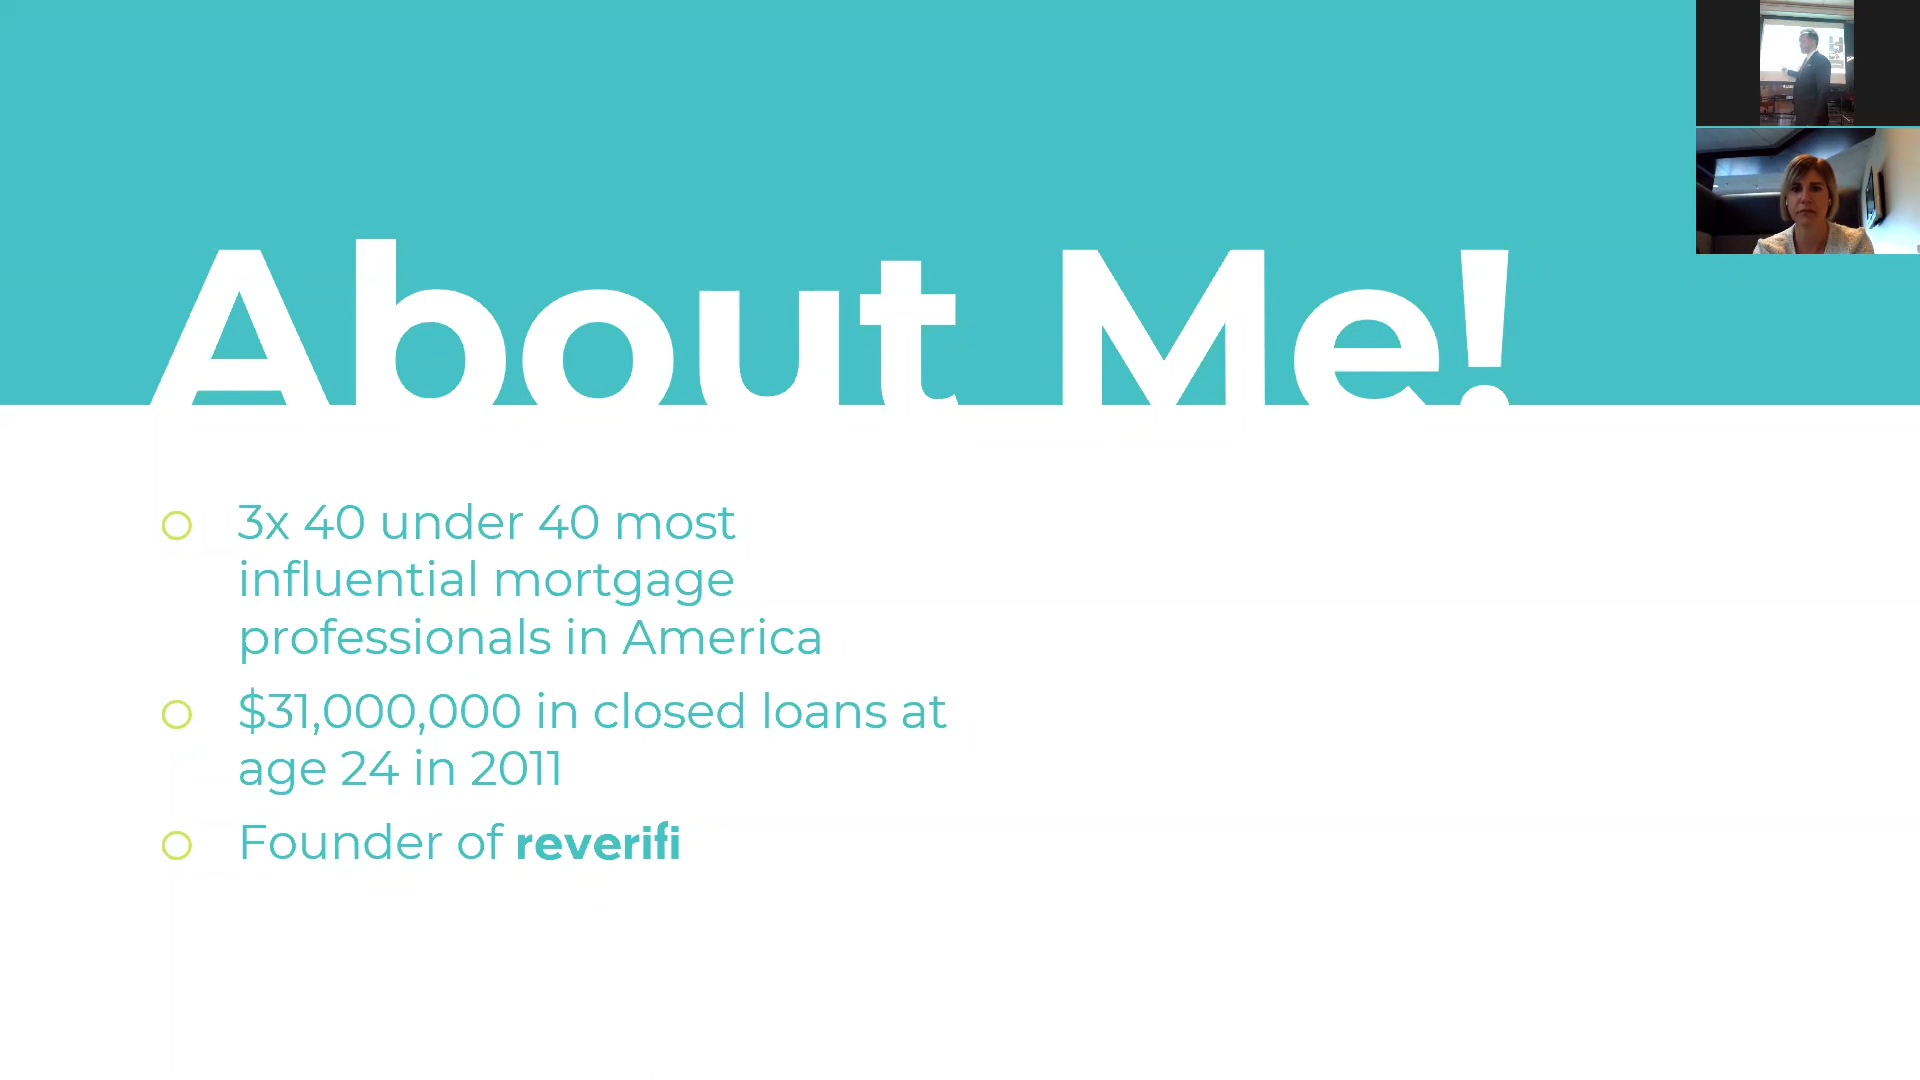 About Me!
3x 40 under 40 most
influential mortgage
professionals in America
$31,000,000 in closed loans at
age 24 in 2011
Founder of reverifi